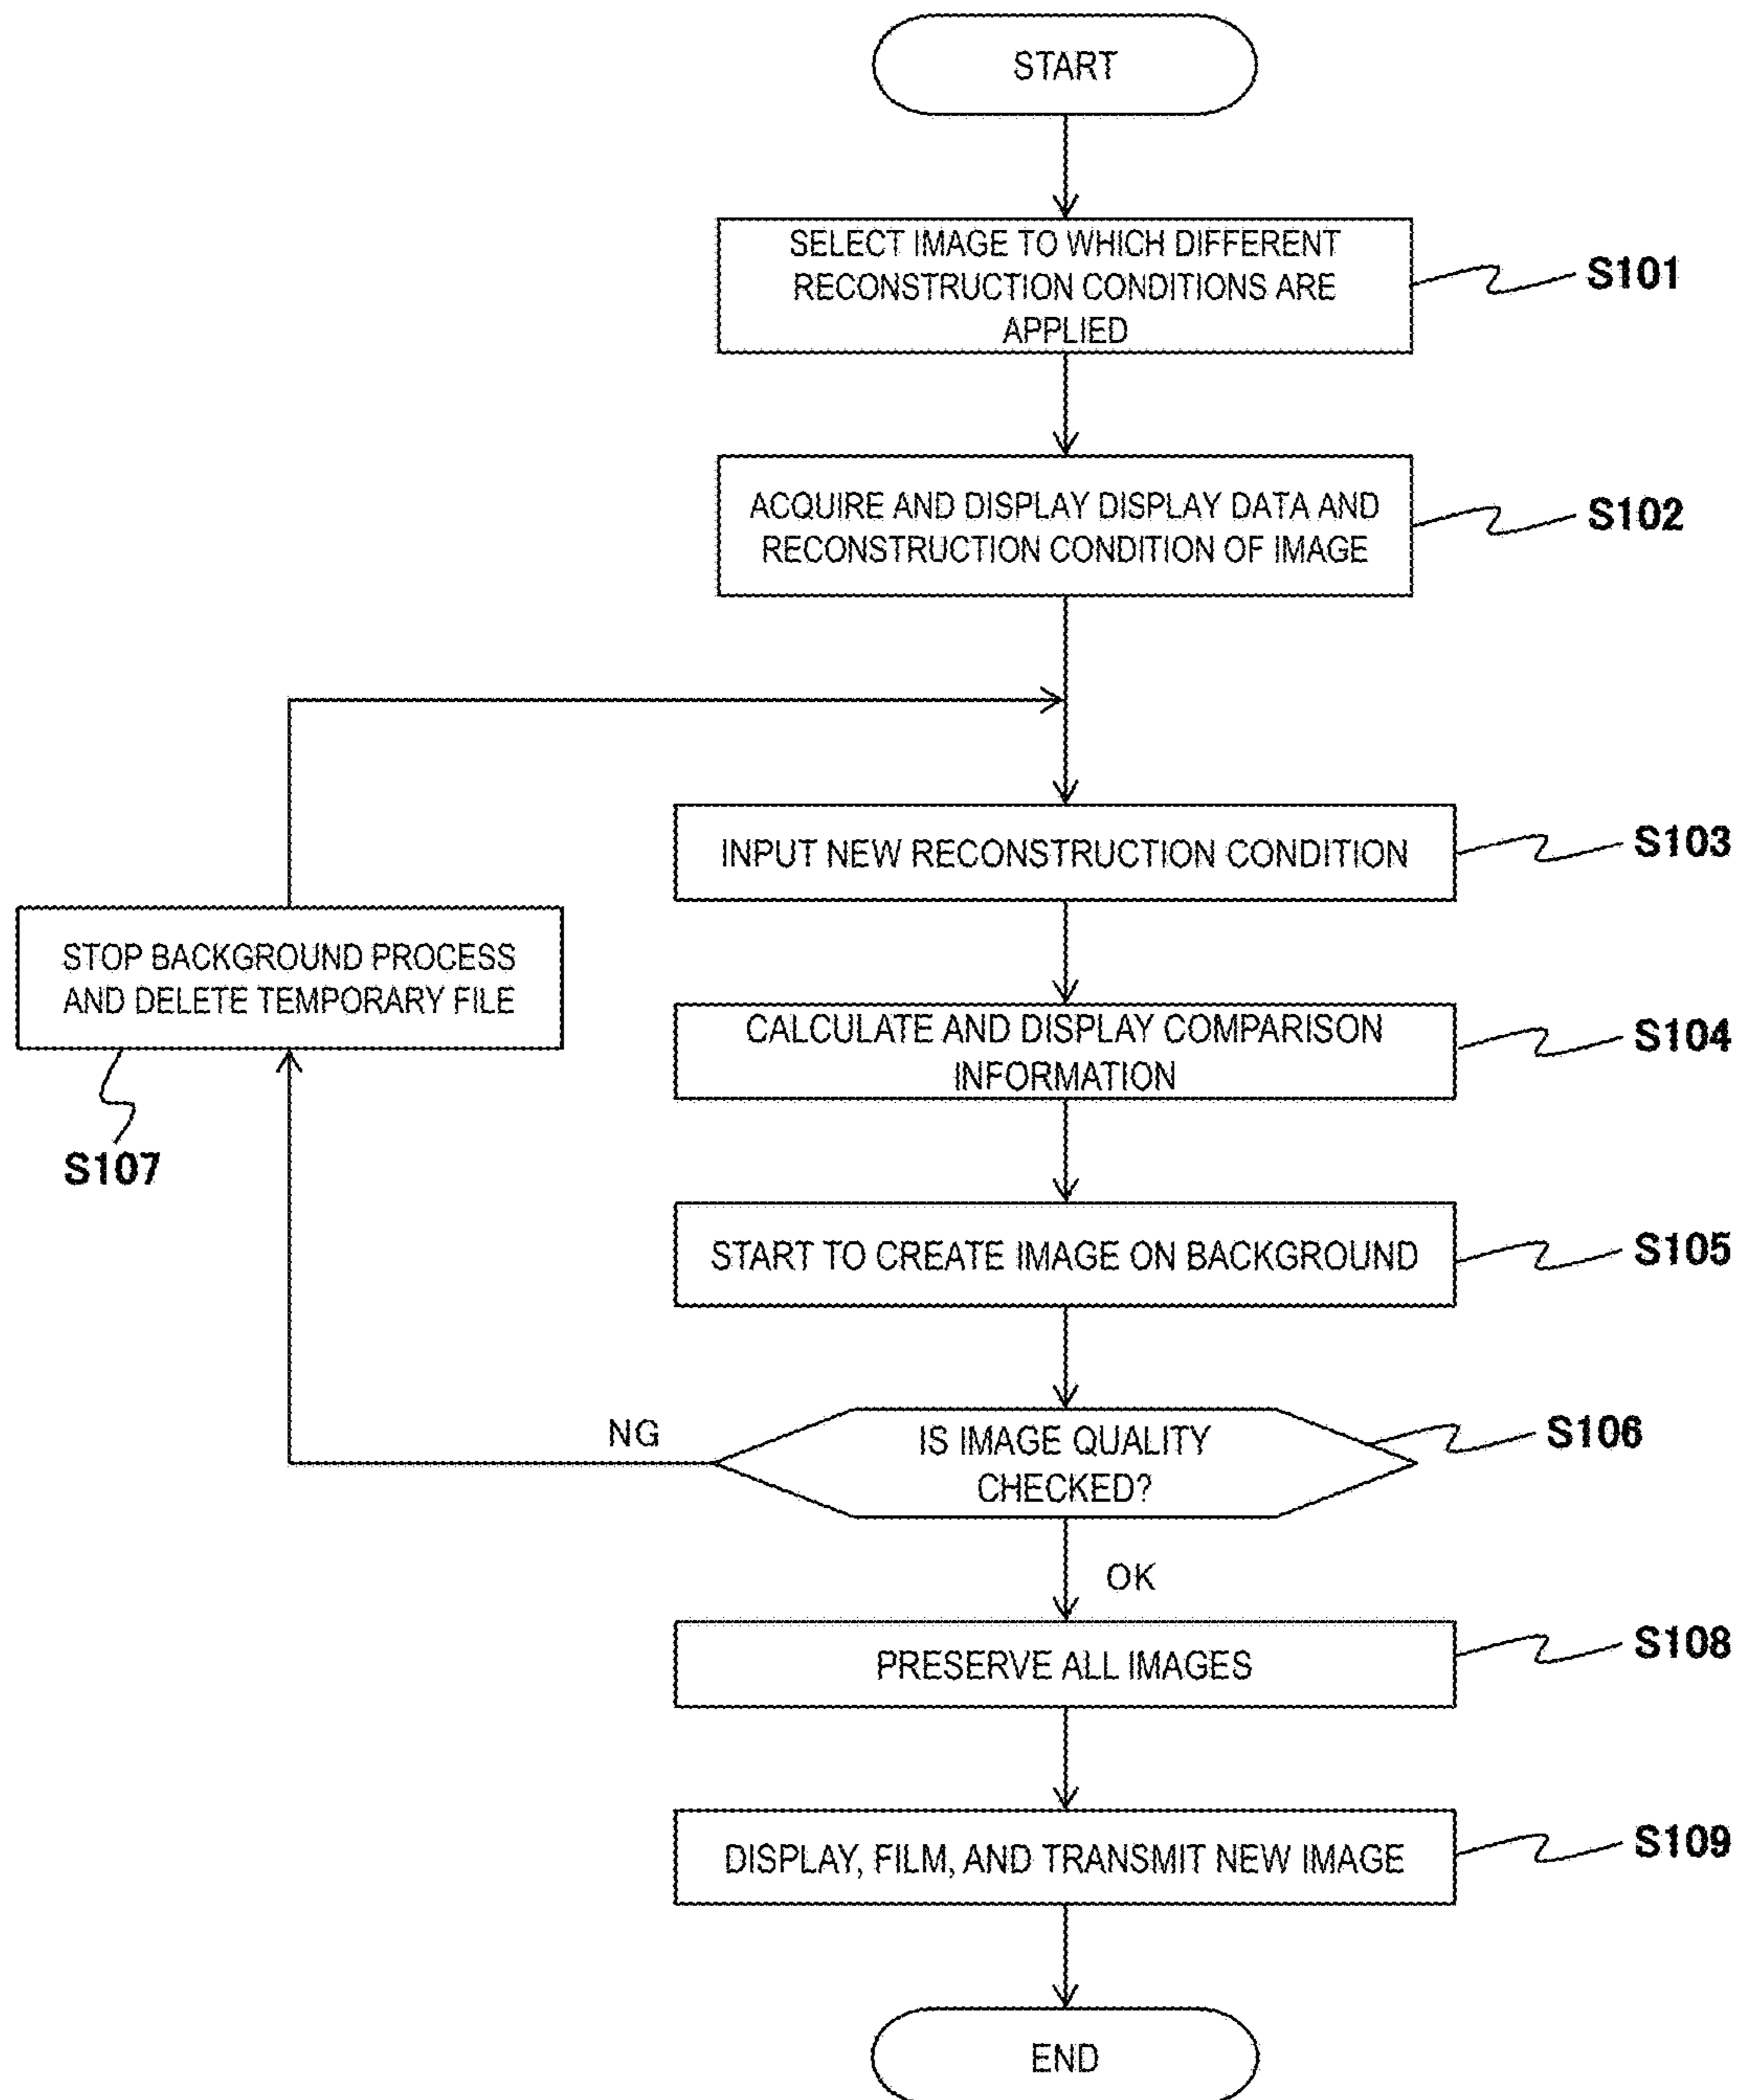 START
SELECT IMAGE TO WHICH DIFFERENT
RECONSTRUCTION CONDITIONS ARE
APPLIED
S101
ACQUIRE AND DISPLAY DISPLAY DATA AND
RECONSTRUCTION CONDITION OF IMAGE
S102
INPUT NEW RECONSTRUCTION CONDITION
S103
STOP BACKGROUND PROCESS
AND DELETE TEMPORARY FILE
S107
CALCULATE AND DISPLAY COMPARISON
INFORMATION
S104
START TO CREATE IMAGE ON BACKGROUND
S105
NG
IS IMAGE QUALITY
CHECKED?
S106
OK
PRESERVE ALL IMAGES
S108
DISPLAY, FILM, AND TRANSMIT NEW IMAGE
S109
END